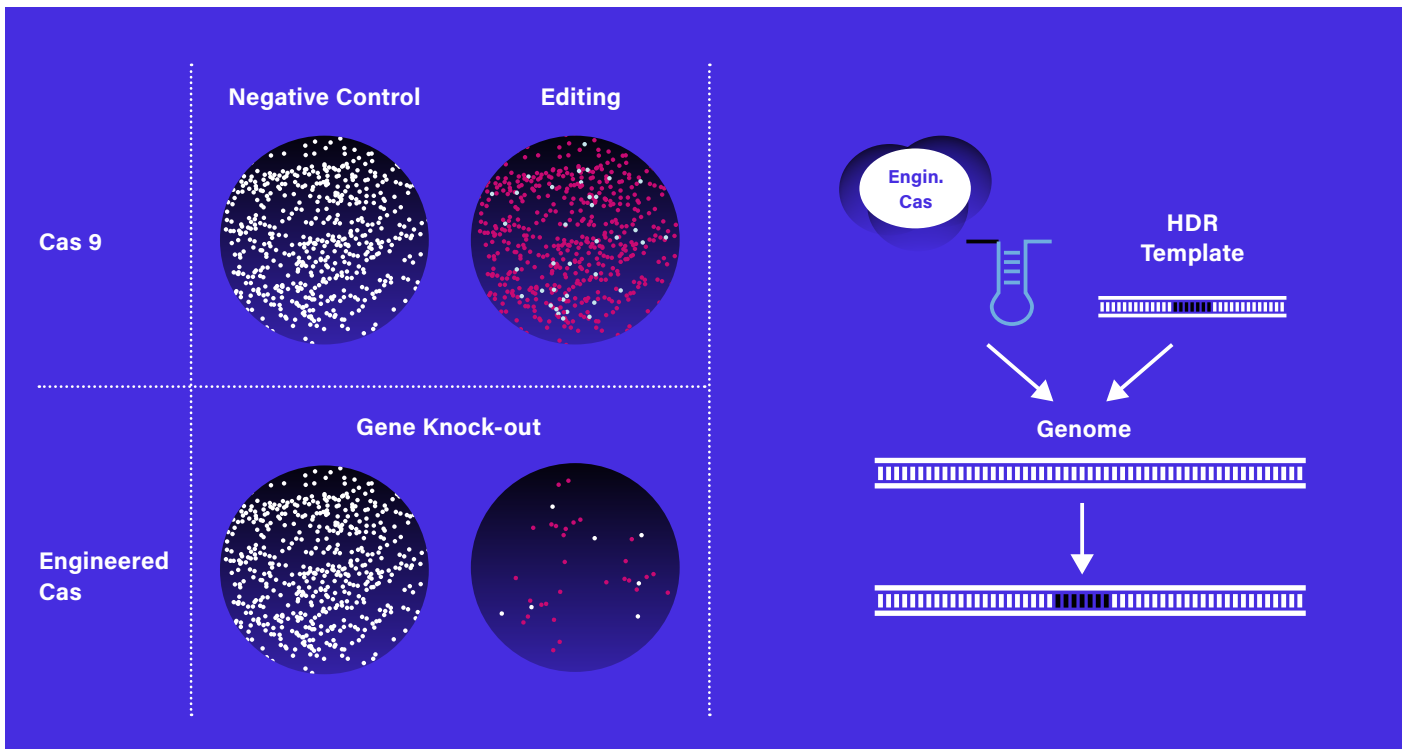 Negative Control
Editing
Cas 9
Gene Knock-out
Engineered
Cas
Engin.
Cas
HDR
Template
Genome